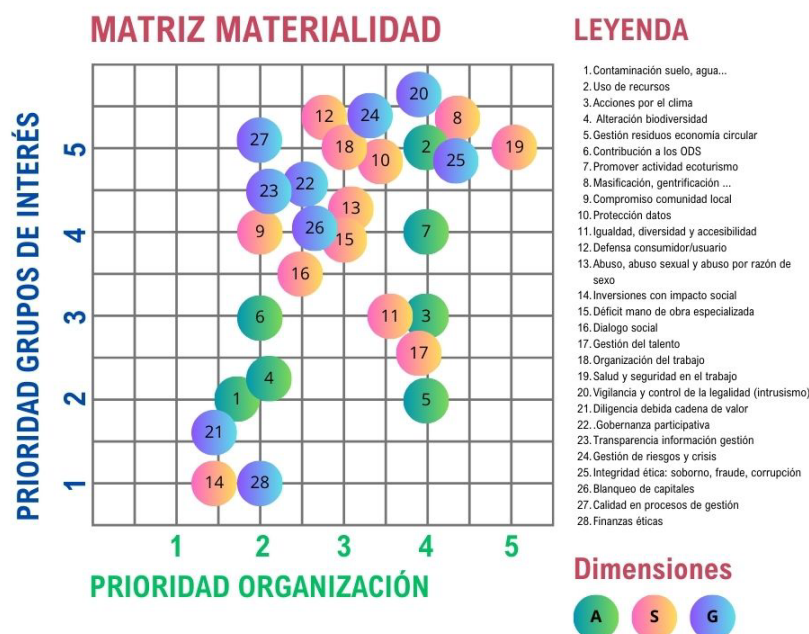 MATRIZ MATERIALIDAD
PRIORIDAD GRUPOS DE INTERÉS
5
4
3
2
1
20
12
24
8
27
18
10
2
25
19
23
22
13
9
26
15
7
16
6
11
3
17
4
1
5
21
14
28
1
2
3
4
5
PRIORIDAD ORGANIZACIÓN
LEYENDA
1. Contaminación suelo, agua...
2. Uso de recursos
3. Acciones por el clima
4. Alteración biodiversidad
5. Gestión residuos economía circular
6. Contribución a los ODS
7. Promover actividad ecoturismo
8. Masificación, gentrificación ...
9. Compromiso comunidad local
10. Protección datos
11. Igualdad, diversidad y accesibilidad
12. Defensa consumidor/usuario
13. Abuso, abuso sexual y abuso por razón de
sexo
14. Inversiones con impacto social
15. Déficit mano de obra especializada
16. Dialogo social
17. Gestión del talento
18. Organización del trabajo
19. Salud y seguridad en el trabajo
20. Vigilancia y control de la legalidad (intrusismo)
21. Diligencia debida cadena de valor
22. .Gobernanza participativa
23. Transparencia información gestión
24. Gestión de riesgos y crisis
25. Integridad ética: soborno, fraude, corrupción
26. Blanqueo de capitales
27. Calidad en procesos de gestión
28. Finanzas éticas
Dimensiones
A S G